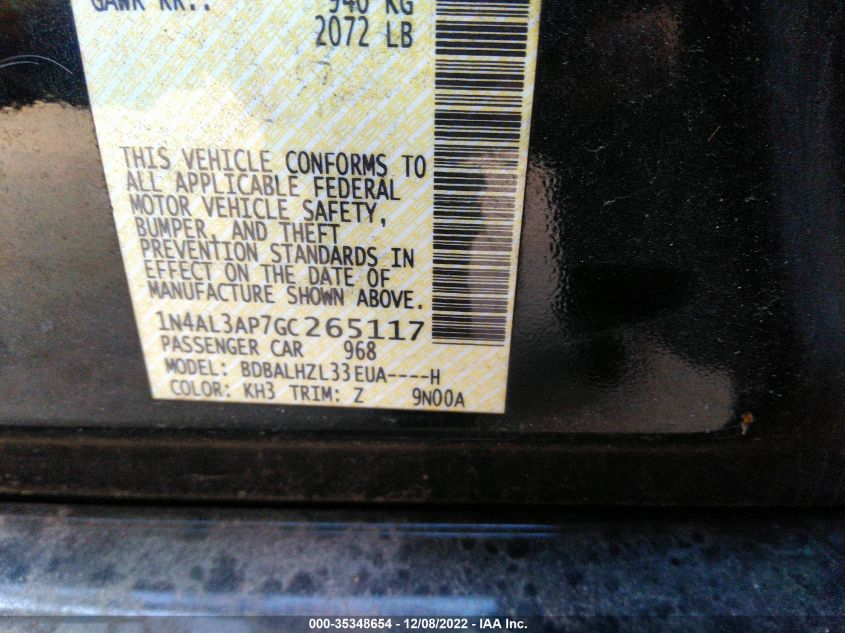 GAWR RR.: 940 KG
2072 LB
THIS VEHICLE CONFORMS TO
ALL APPLICABLE FEDERAL
MOTOR VEHICLE SAFETY,
BUMPER, AND THEFT
PREVENTION STANDARDS IN
EFFECT ON THE DATE OF
MANUFACTURE SHOWN ABOVE.
1N4AL3AP7GC265117
PASSENGER CAR 968
MODEL: BDBALHZL33EUA----H
COLOR: KH3 TRIM: Z 9N00A
000-35348654 - 12/08/2022 - IAA Inc.